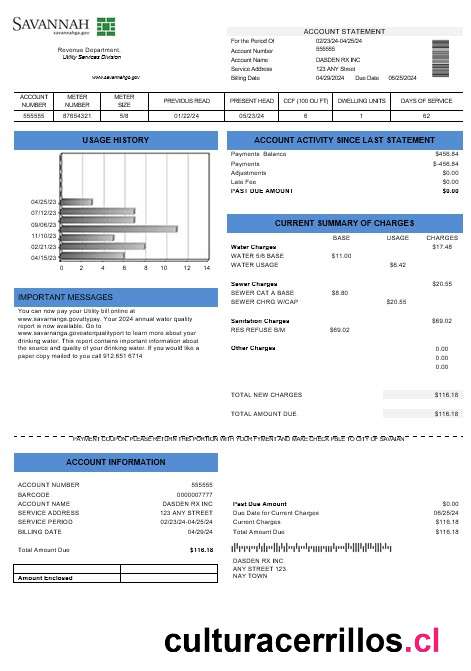 SAVANNAH
savannahga.gov
Revenue Department
Utility Services Division
www.savannahgo.gov
ACCOUNT STATEMENT
For the Period Of 02/23/24-04/25/24
Account Number 555555
Account Name DASDEN RX INC
Service Address 123 ANY Street
Billing Date 04/29/2024 Due Date 06/25/2024
ACCOUNT NUMBER METER NUMBER METER SIZE PREVIOUS READ PRESENT HEAD CCF (100 OU FT) DWELLING UNITS DAYS OF SERVICE
555555 87654321 5/8 01/22/24 05/23/24 6 1 62
USAGE HISTORY
04/25/23
07/12/23
09/06/23
11/10/23
02/21/23
04/15/23
0 2 4 6 8 10 12 14
ACCOUNT ACTIVITY SINCE LAST STATEMENT
Payments Balance $456.84
Payments $-456.84
Adjustments $0.00
Late Fee $0.00
PAST DUE AMOUNT $0.00
CURRENT SUMMARY OF CHARGES
BASE USAGE CHARGES
Water Charges $17.48
WATER 5/8 BASE $11.00
WATER USAGE $6.42
Sewer Charges $20.55
SEWER CAT A BASE $8.80
SEWER CHRG W/CAP $20.55
Sanitation Charges $69.02
RES REFUSE B/M $69.02
Other Charges 0.00
0.00
0.00
TOTAL NEW CHARGES $116.18
TOTAL AMOUNT DUE $116.18
IMPORTANT MESSAGES
You can now pay your Utility bill online at
www.savannahga.govatypay. Your 2024 annual water quality
report is now available. Go to
www.savarnanga.goveaterqualityport to learn more about your
drinking water. This report contains important information about
the source and quality of your drinking water. If you would like a
paper copy mailed to you call 912.651 6714
PAYMENT COUPON. PLEASE RETURN THIS PORTION WITH YOUR PYMENT AND MAKE CHECK PBLE TO CITY OF SAVAIAN
ACCOUNT INFORMATION
ACCOUNT NUMBER 555555
BARCODE 0000007777
ACCOUNT NAME DASDEN RX INC
SERVICE ADDRESS 123 ANY STREET
SERVICE PERIOD 02/23/24-04/25/24
BILLING DATE 04/29/24
Total Amount Due $116.18
Amount Enclosed
Past Due Amount $0.00
Due Date for Current Charges 06/25/24
Current Charges $116.18
Total Amount Due $116.18
DASDEN RX INC
ANY STREET 123
NAY TOWN
culturacerrillos.cl